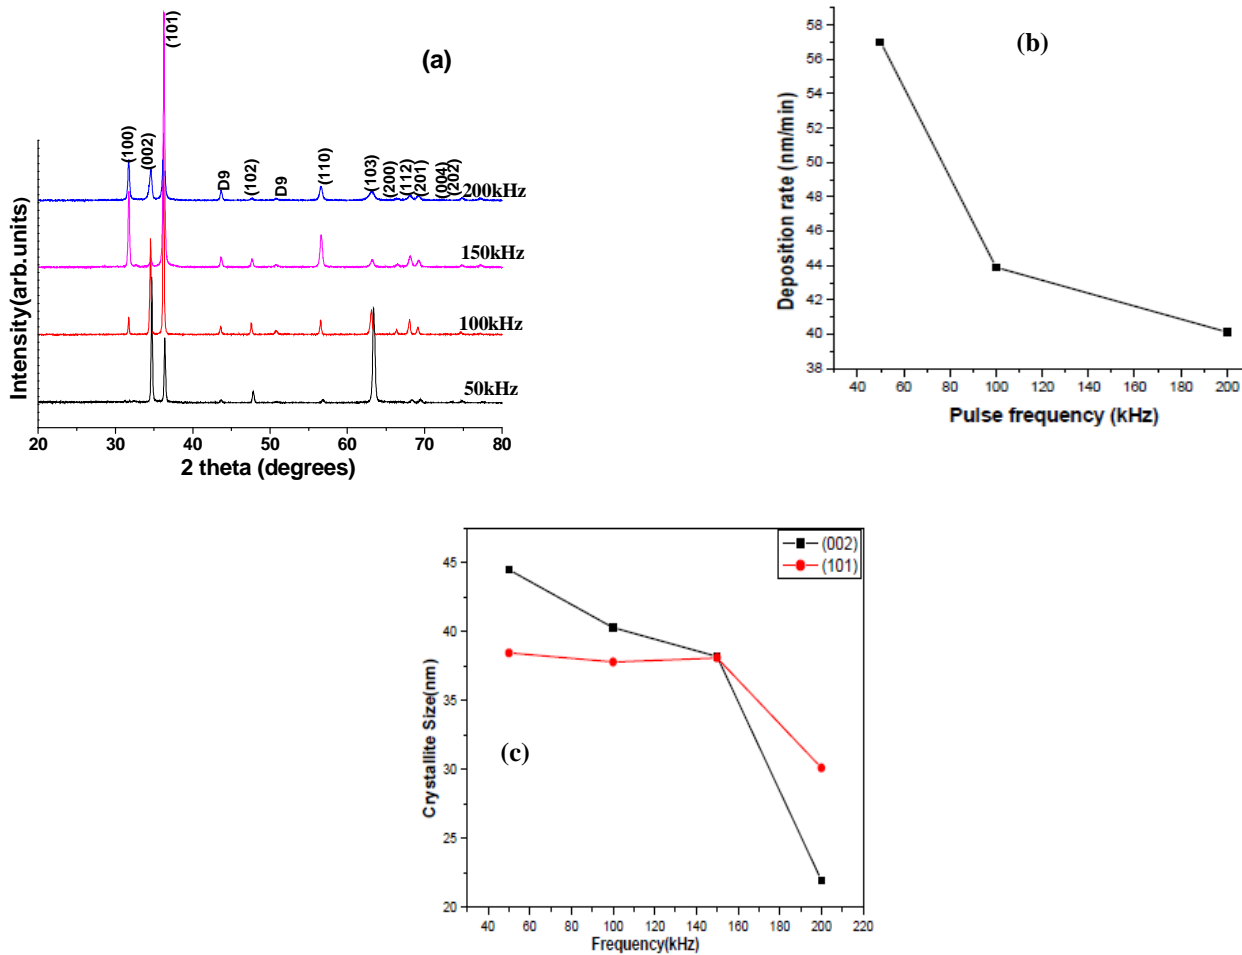 (a)
(101)
(100)
(002)
D9
(102)
D9
(110)
(103)
(200)
(112)
(201)
(004)
(202)
200kHz
150kHz
100kHz
50kHz
Intensity(arb.units)
20 30 40 50 60 70 80
2 theta (degrees)
(b)
58
56
54
52
50
48
46
44
42
40
38
Deposition rate (nm/min)
40 60 80 100 120 140 160 180 200
Pulse frequency (kHz)
(002)
(101)
(c)
45
40
35
30
25
20
Crystallite Size(nm)
40 60 80 100 120 140 160 180 200 220
Frequency(kHz)